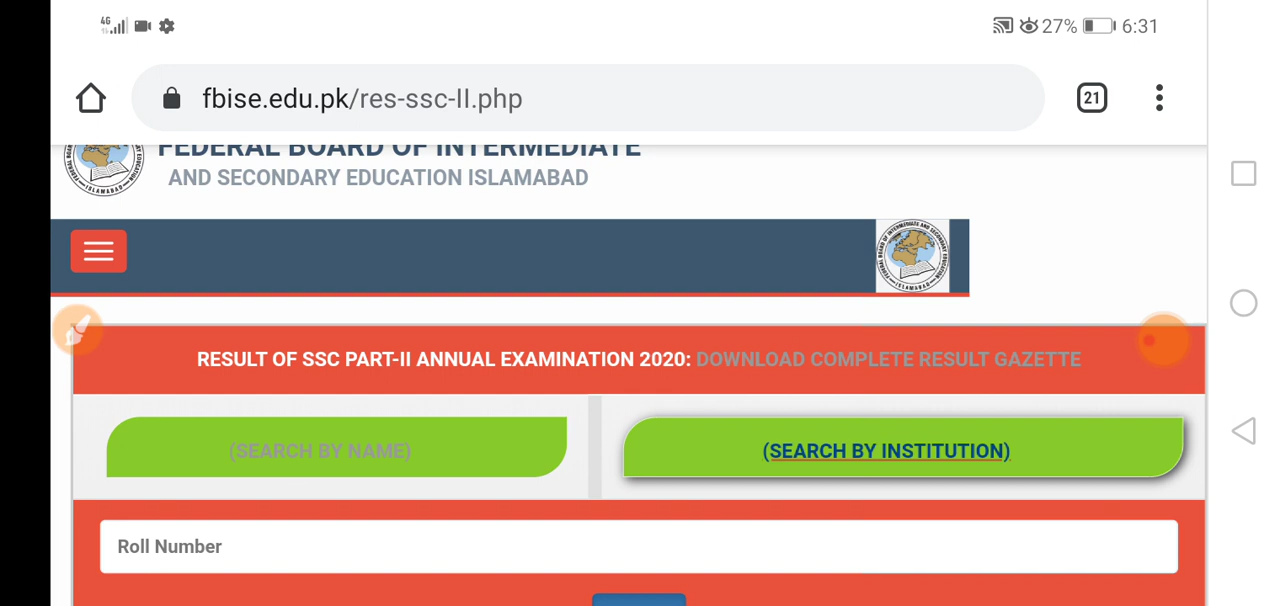 4G 27% 6:31
fbise.edu.pk/res-ssc-II.php 21
FEDERAL BOARD OF INTERMEDIATE
AND SECONDARY EDUCATION ISLAMABAD
RESULT OF SSC PART-II ANNUAL EXAMINATION 2020: DOWNLOAD COMPLETE RESULT GAZETTE
(SEARCH BY NAME) (SEARCH BY INSTITUTION)
Roll Number